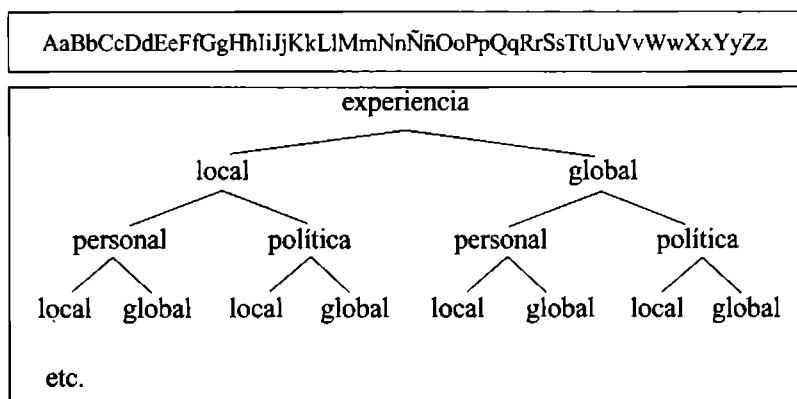 AaBbCcDdEeFfGgHhIiJjKkLlMmNnÑñOoPpQqRrSsTtUuVvWwXxYyZz
experiencia
local global
personal política personal política
local global local global local global local global
etc.